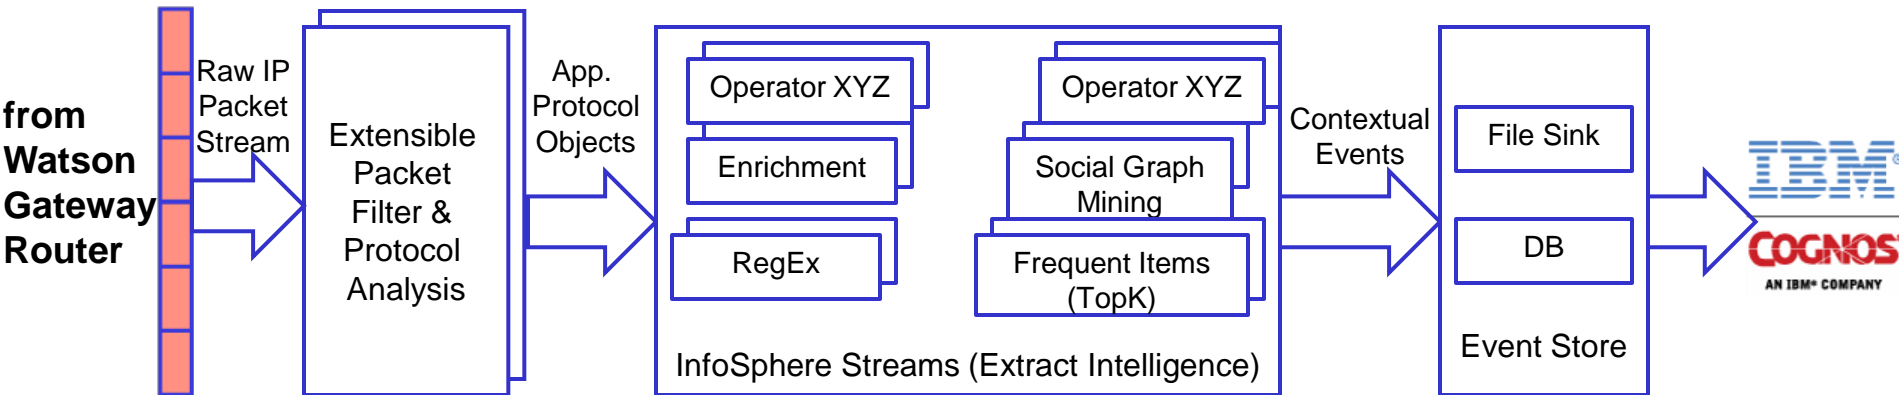 from
Watson
Gateway
Router
Raw IP
Packet
Stream
Extensible
Packet
Filter &
Protocol
Analysis
App.
Protocol
Objects
Operator XYZ
Enrichment
RegEx
Operator XYZ
Social Graph
Mining
Frequent Items
(TopK)
InfoSphere Streams (Extract Intelligence)
Contextual
Events
File Sink
DB
Event Store
IBM®
COGNOS
AN IBM® COMPANY